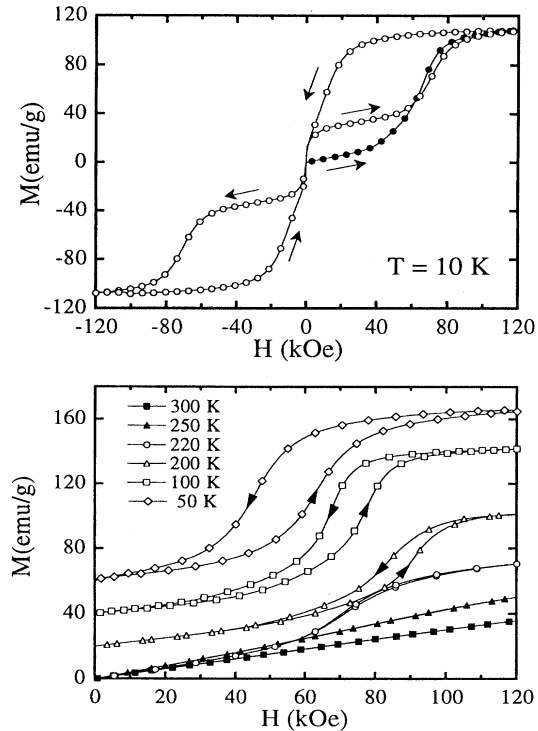 120
80
40
0
-40
-80
-120
M(emu/g)
T = 10 K
-120 -80 -40 0 40 80 120
H (kOe)
160
120
80
40
0
M(emu/g)
300 K
250 K
220 K
200 K
100 K
50 K
0 20 40 60 80 100 120
H (kOe)